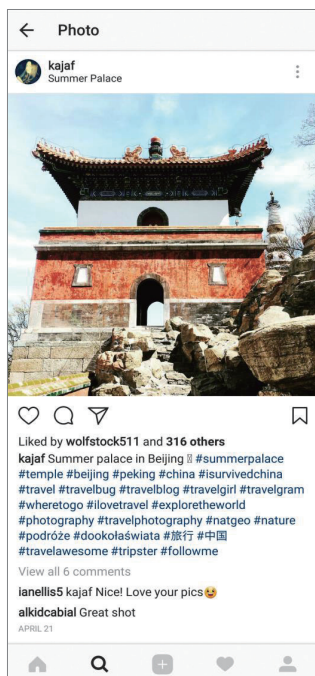 Photo
kajaf
Summer Palace
Liked by wolfstock511 and 316 others
kajaf Summer palace in Beijing #summerpalace
#temple #beijing #peking #china #isurvivedchina
#travel #travelbug #travelblog #travelgirl #travelgram
#wheretogo #ilovetravel #exploretheworld
#photography #travelphotography #natgeo #nature
#podróże #dookołaświata #旅行 #中国
#travelawesome #tripster #followme
View all 6 comments
ianellis5 kajaf Nice! Love your pics😆
alkidcabial Great shot
APRIL 21